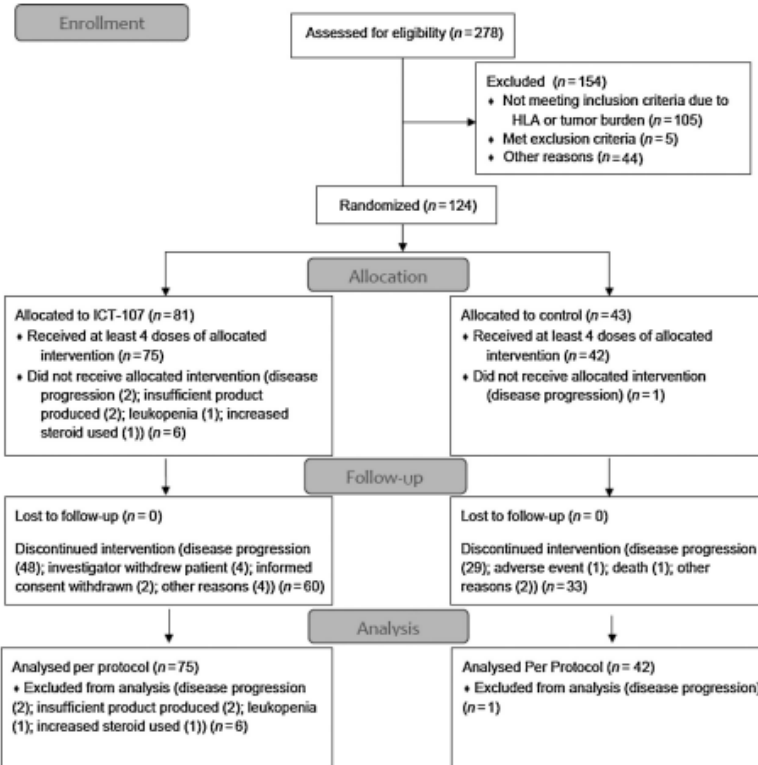 Enrollment
Assessed for eligibility (n=278)
Excluded (n=154)
♦ Not meeting inclusion criteria due to
HLA or tumor burden (n=105)
♦ Met exclusion criteria (n=5)
♦ Other reasons (n=44)
Randomized (n=124)
Allocation
Allocated to ICT-107 (n=81)
♦ Received at least 4 doses of allocated
intervention (n=75)
♦ Did not receive allocated intervention (disease
progression (2); insufficient product
produced (2); leukopenia (1); increased
steroid used (1)) (n=6)
Allocated to control (n=43)
♦ Received at least 4 doses of allocated
intervention (n=42)
♦ Did not receive allocated intervention
(disease progression) (n=1)
Follow-up
Lost to follow-up (n=0)
Discontinued intervention (disease progression
(48); investigator withdrew patient (4); informed
consent withdrawn (2); other reasons (4)) (n=60)
Lost to follow-up (n=0)
Discontinued intervention (disease progression
(29); adverse event (1); death (1); other
reasons (2)) (n=33)
Analysis
Analysed per protocol (n=75)
♦ Excluded from analysis (disease progression
(2); insufficient product produced (2); leukopenia
(1); increased steroid used (1)) (n=6)
Analysed Per Protocol (n=42)
♦ Excluded from analysis (disease progression)
(n=1)